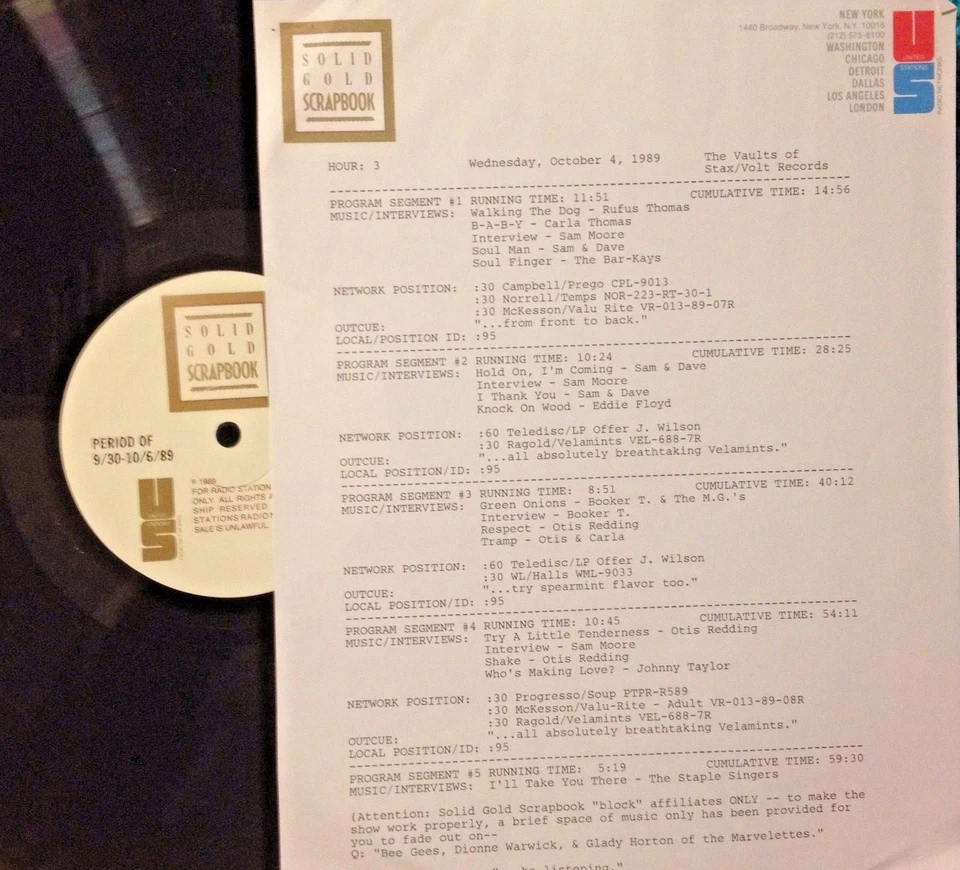 SOLID
GOLD
SCRAPBOOK
PERIOD OF
9/30-10/6/89
© 1989
FOR RADIO STATION
ONLY. ALL RIGHTS
SHIP RESERVED
STATIONS RADIO
SALE IS UNLAWFUL.
US
UNITED
STATIONS
SOLID
GOLD
SCRAPBOOK
NEW YORK
1440 Broadway, New York, N.Y. 10018
(212) 575-6100
WASHINGTON
CHICAGO
DETROIT
DALLAS
LOS ANGELES
LONDON
US
UNITED
STATIONS
RADIO NETWORKS
HOUR: 3 Wednesday, October 4, 1989 The Vaults of
Stax/Volt Records
PROGRAM SEGMENT #1 RUNNING TIME: 11:51 CUMULATIVE TIME: 14:56
MUSIC/INTERVIEWS: Walking The Dog - Rufus Thomas
B-A-B-Y - Carla Thomas
Interview - Sam Moore
Soul Man - Sam & Dave
Soul Finger - The Bar-Kays
NETWORK POSITION: :30 Campbell/Prego CPL-9013
:30 Norrell/Temps NOR-223-RT-30-1
:30 McKesson/Valu Rite VR-013-89-07R
OUTCUE: "...from front to back."
LOCAL/POSITION ID: :95
PROGRAM SEGMENT #2 RUNNING TIME: 10:24 CUMULATIVE TIME: 28:25
MUSIC/INTERVIEWS: Hold On, I'm Coming - Sam & Dave
Interview - Sam Moore
I Thank You - Sam & Dave
Knock On Wood - Eddie Floyd
NETWORK POSITION: :60 Teledisc/LP Offer J. Wilson
:30 Ragold/Velamints VEL-688-7R
OUTCUE: "...all absolutely breathtaking Velamints."
LOCAL POSITION/ID: :95
PROGRAM SEGMENT #3 RUNNING TIME: 8:51 CUMULATIVE TIME: 40:12
MUSIC/INTERVIEWS: Green Onions - Booker T. & The M.G.'s
Interview - Booker T.
Respect - Otis Redding
Tramp - Otis & Carla
NETWORK POSITION: :60 Teledisc/LP Offer J. Wilson
:30 WL/Halls WML-9033
OUTCUE: "...try spearmint flavor too."
LOCAL POSITION/ID: :95
PROGRAM SEGMENT #4 RUNNING TIME: 10:45 CUMULATIVE TIME: 54:11
MUSIC/INTERVIEWS: Try A Little Tenderness - Otis Redding
Interview - Sam Moore
Shake - Otis Redding
Who's Making Love? - Johnny Taylor
NETWORK POSITION: :30 Progresso/Soup PTPR-R589
:30 McKesson/Valu-Rite - Adult VR-013-89-08R
:30 Ragold/Velamints VEL-688-7R
OUTCUE: "...all absolutely breathtaking Velamints."
LOCAL POSITION/ID: :95
PROGRAM SEGMENT #5 RUNNING TIME: 5:19 CUMULATIVE TIME: 59:30
MUSIC/INTERVIEWS: I'll Take You There - The Staple Singers
(Attention: Solid Gold Scrapbook "block" affiliates ONLY -- to make the
show work properly, a brief space of music only has been provided for
you to fade out on--
Q: "Bee Gees, Dionne Warwick, & Glady Horton of the Marvelettes."
listening."